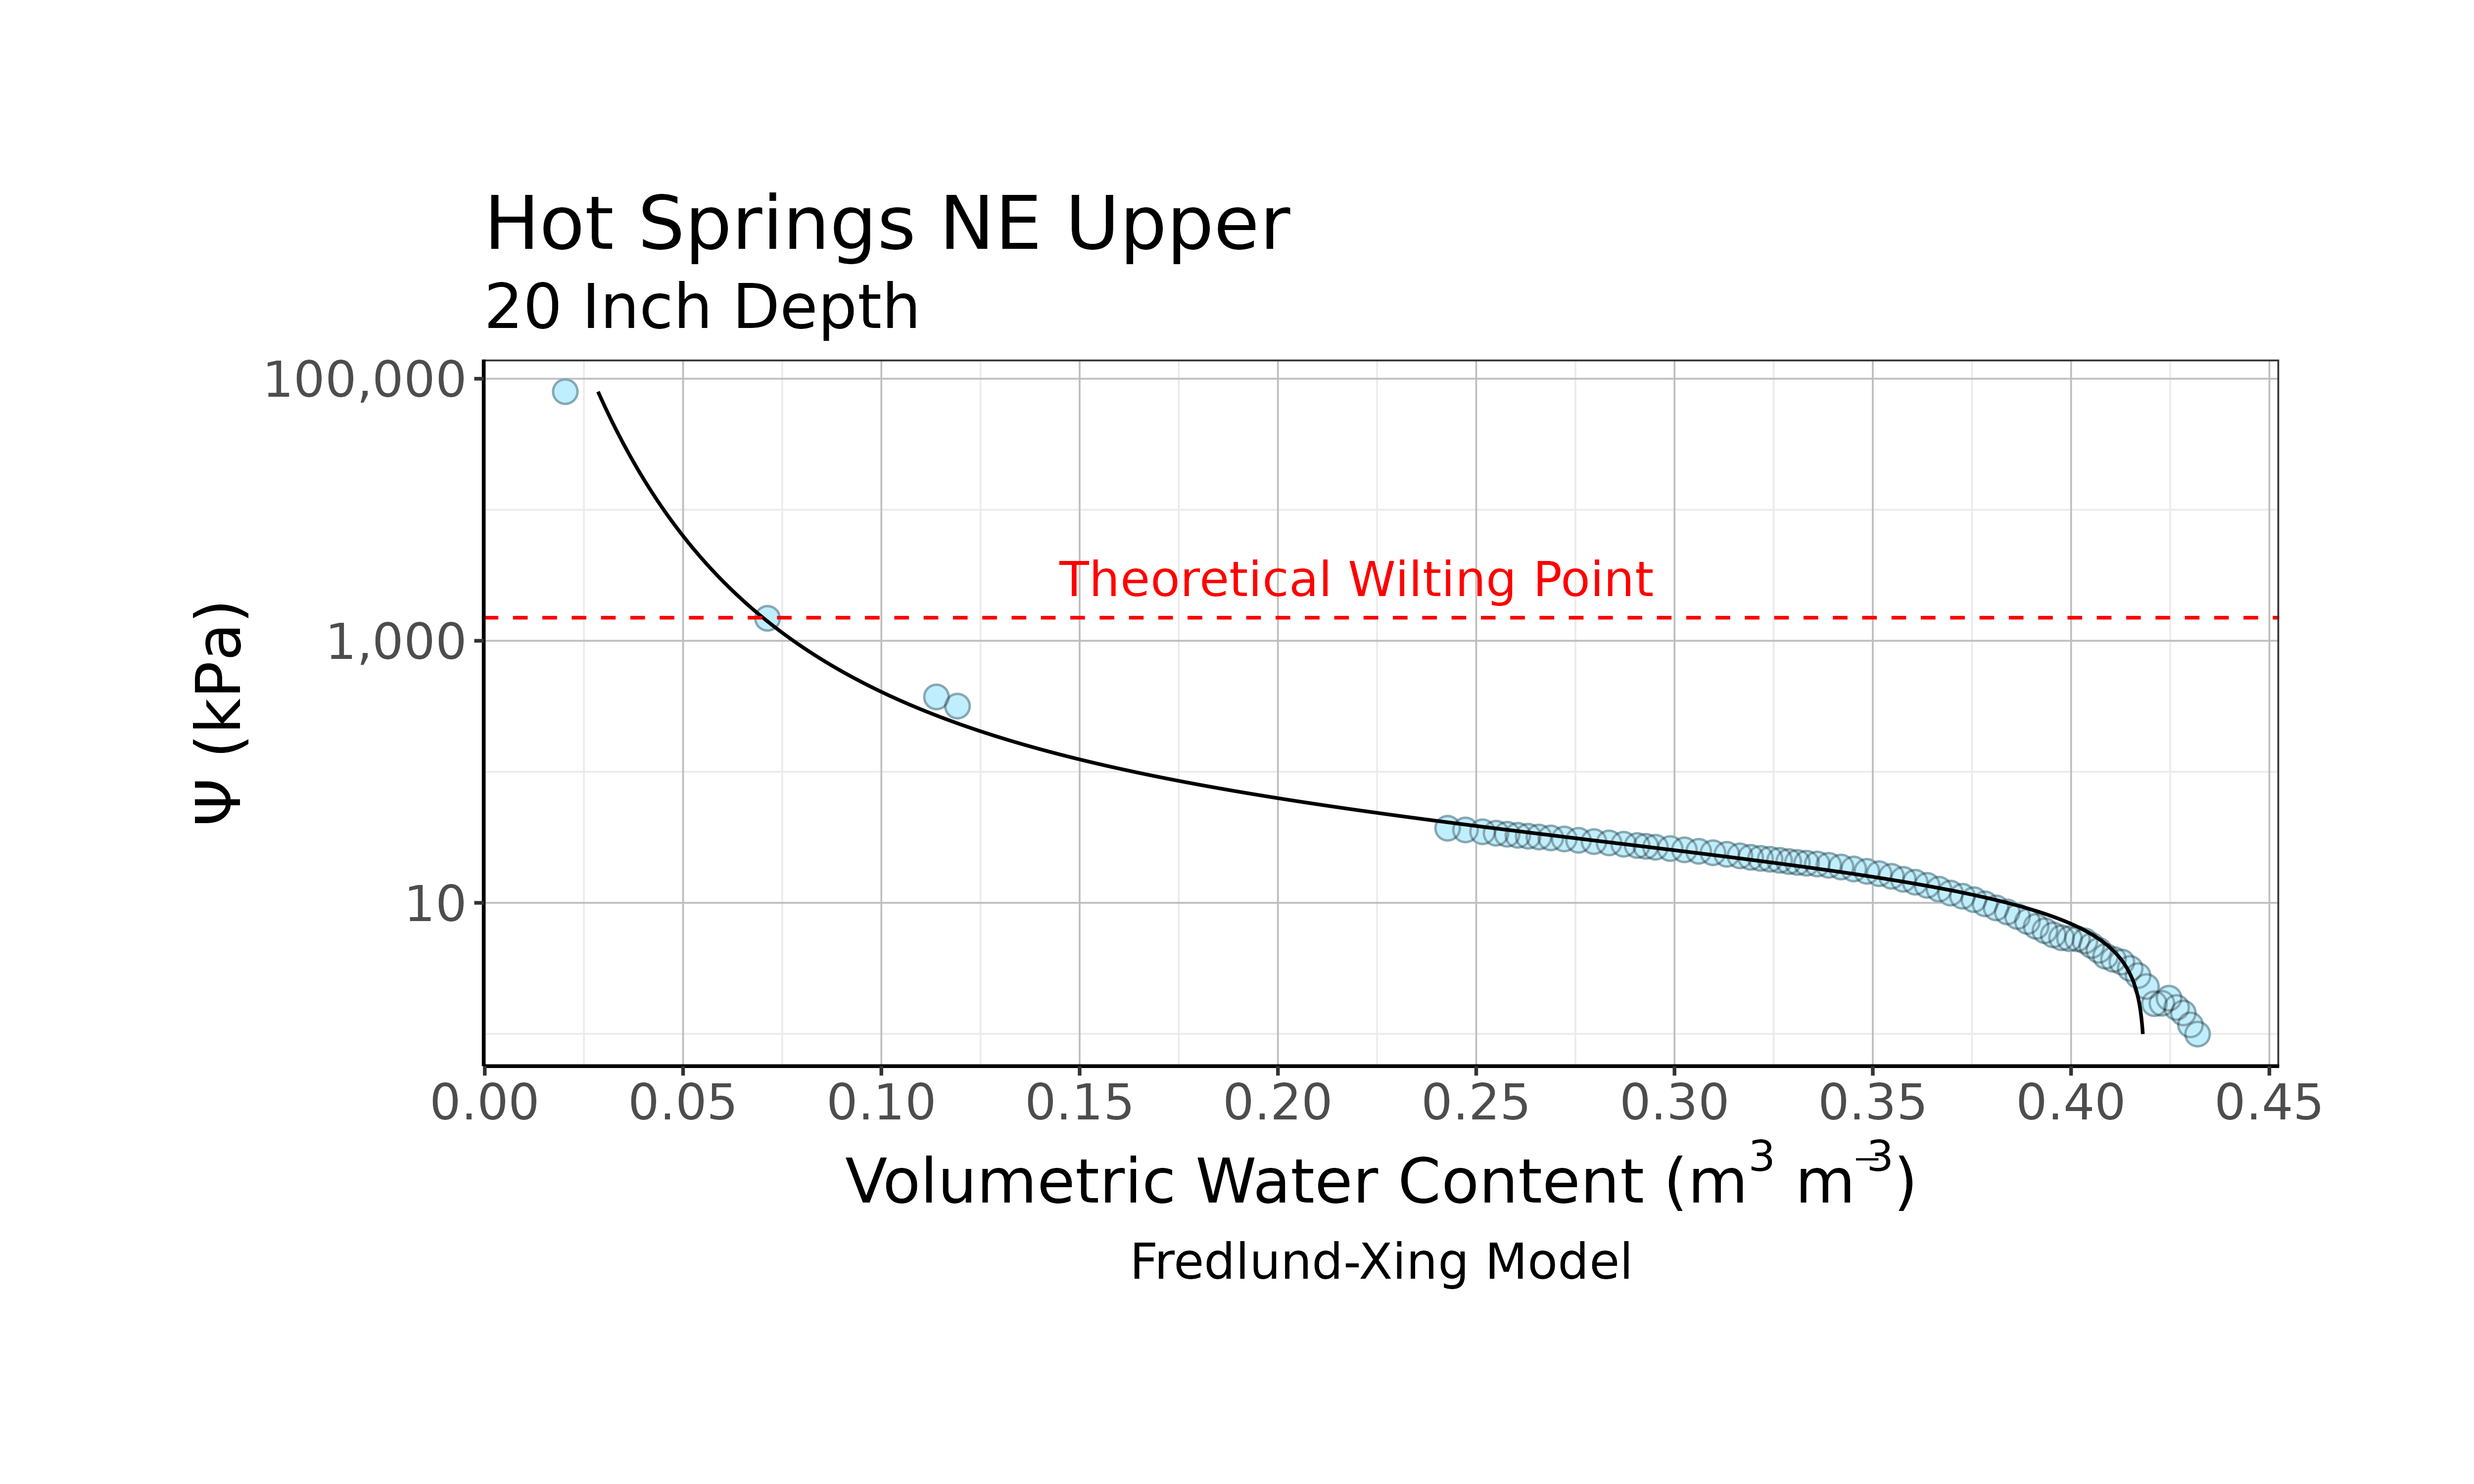 Hot Springs NE Upper
20 Inch Depth
100,000
1,000
10
Ψ (kPa)
Theoretical Wilting Point
0.00 0.05 0.10 0.15 0.20 0.25 0.30 0.35 0.40 0.45
Volumetric Water Content (m³ m⁻³)
Fredlund-Xing Model